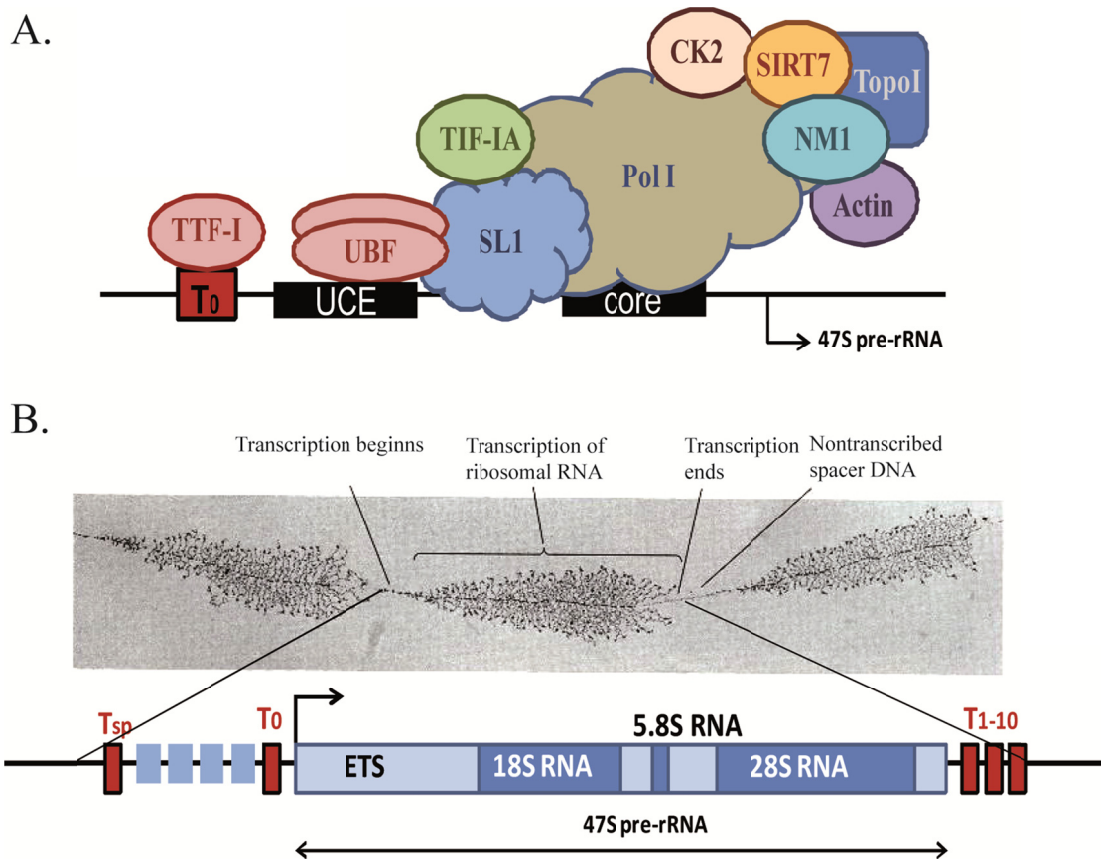 A.
CK2
SIRT7
TopoI
TIF-IA
NM1
Pol I
Actin
TTF-I
UBF
SL1
T0
UCE
core
47S pre-rRNA
B.
Transcription beginns
Transcription of
ribosomal RNA
Transcription
ends
Nontranscribed
spacer DNA
Tsp
T0
5.8S RNA
T1-10
ETS
18S RNA
28S RNA
47S pre-rRNA